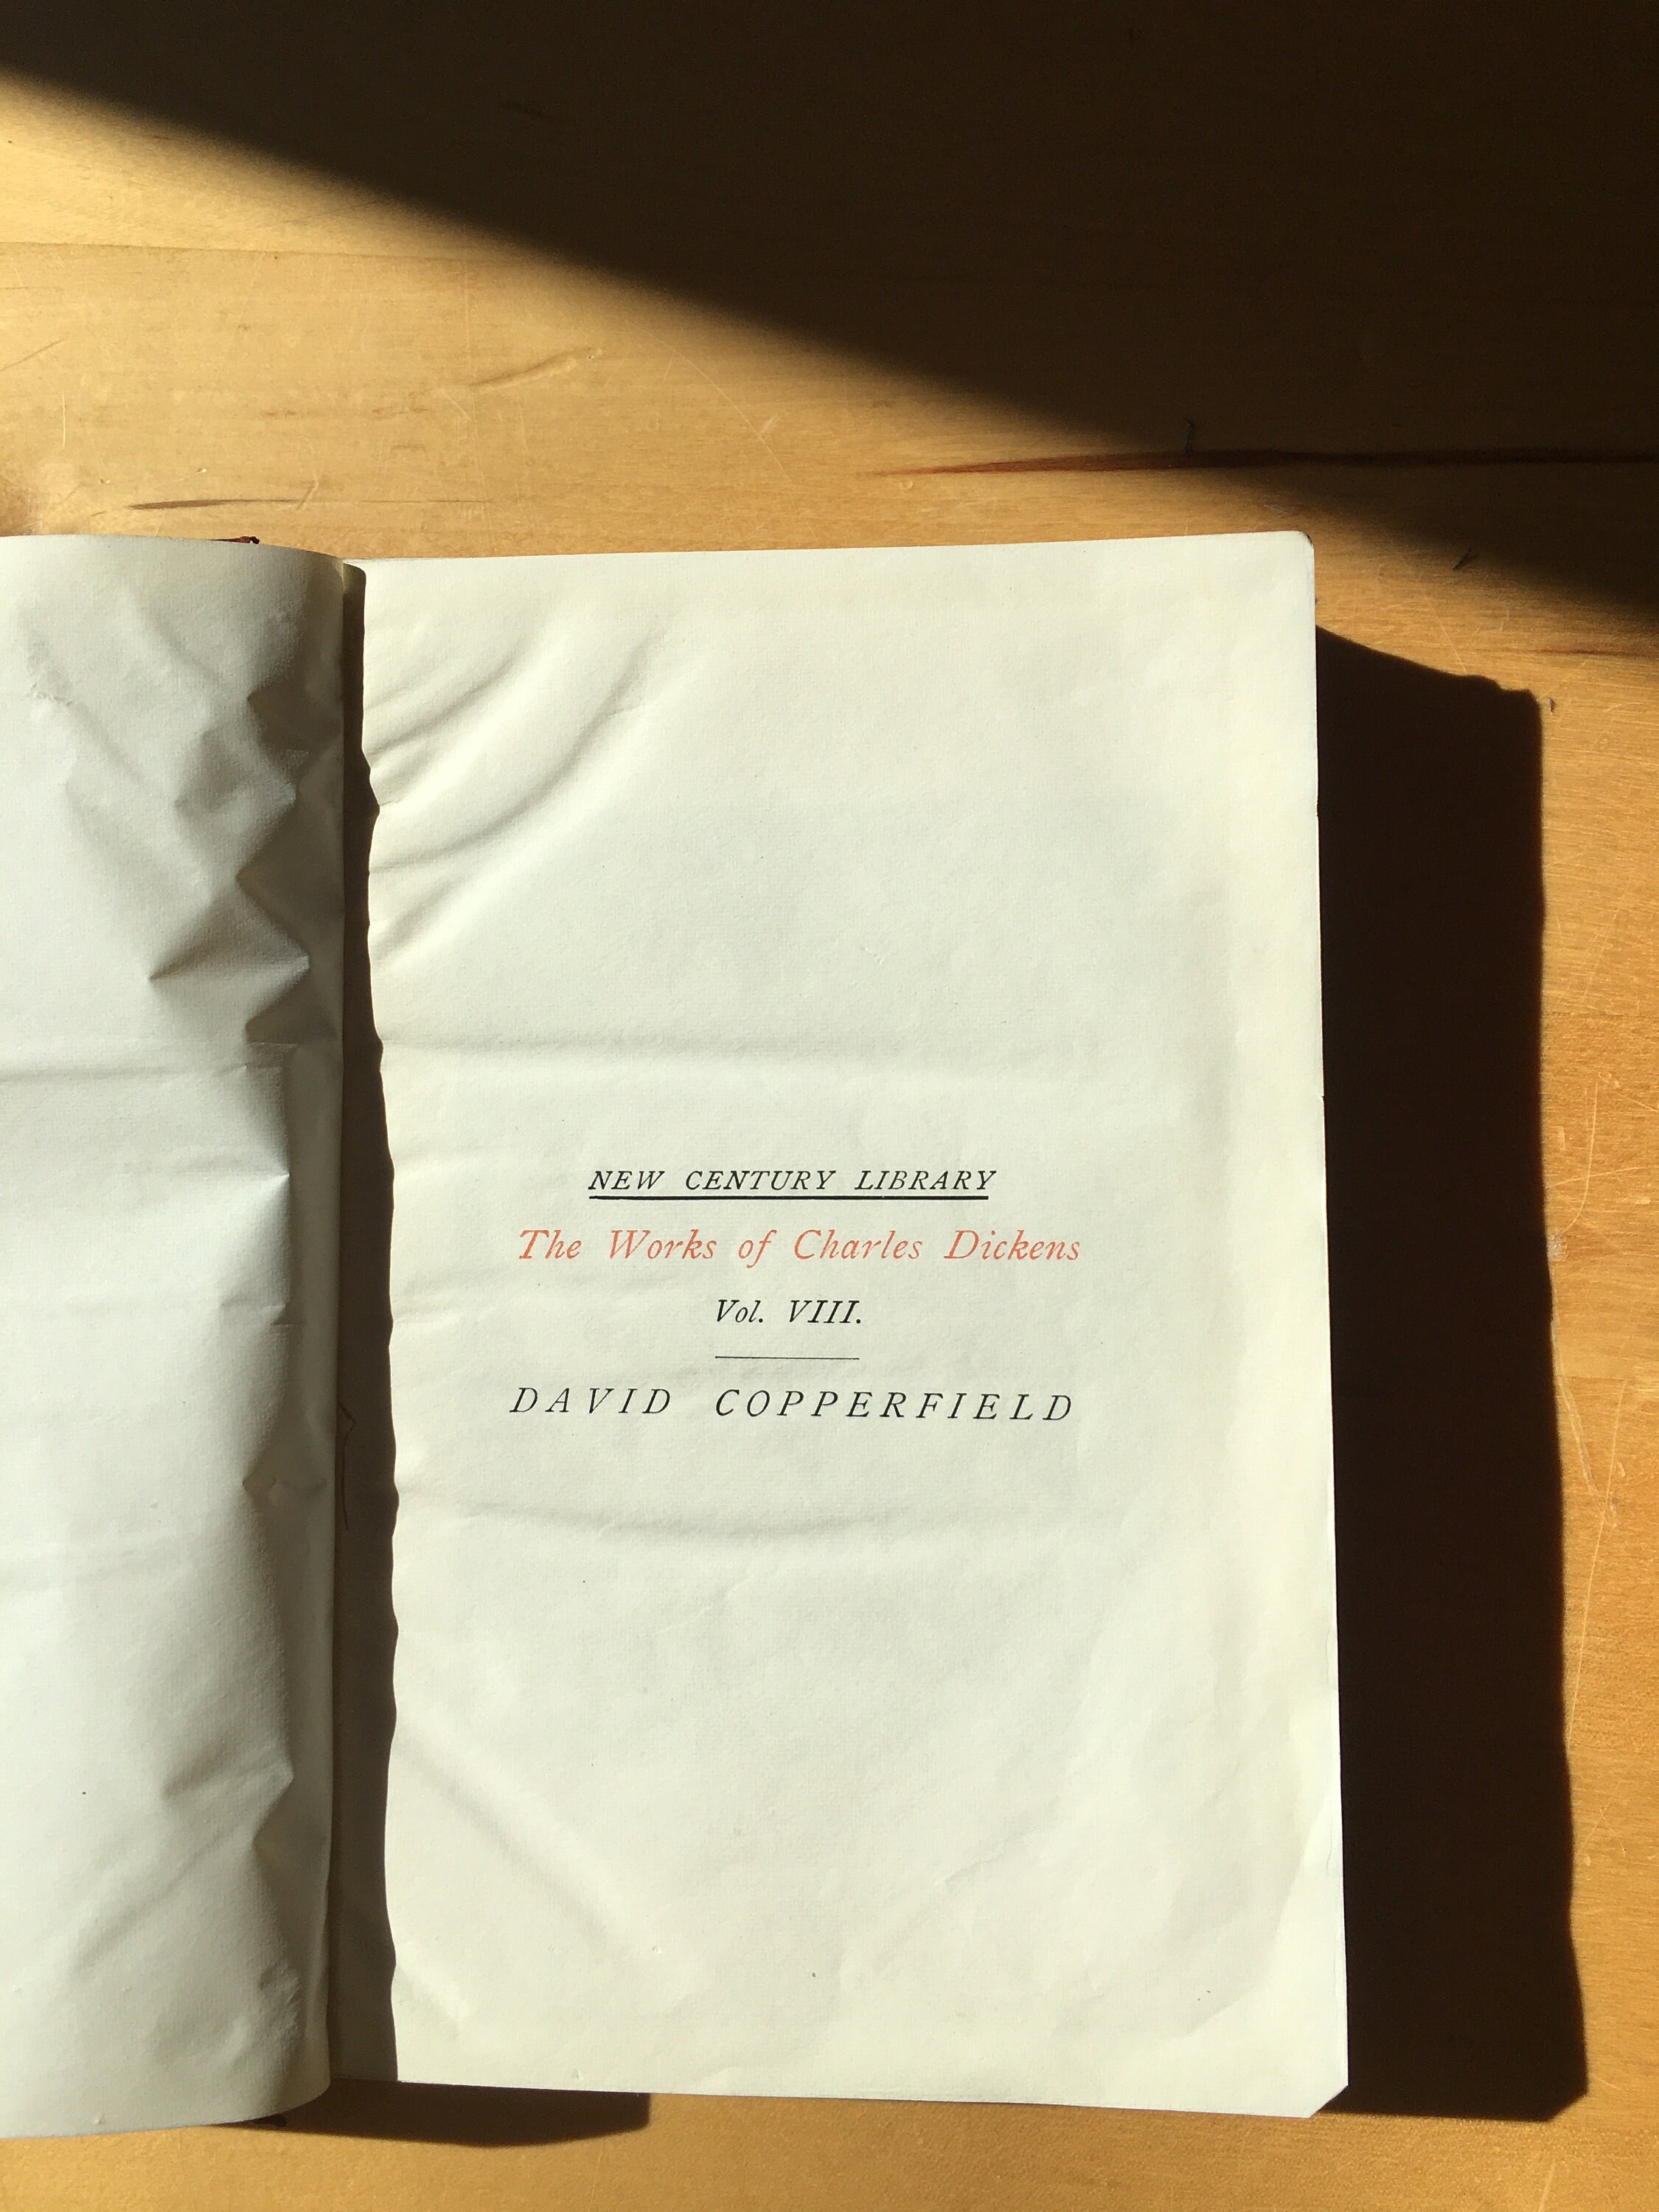 NEW CENTURY LIBRARY
The Works of Charles Dickens
Vol. VIII.
DAVID COPPERFIELD